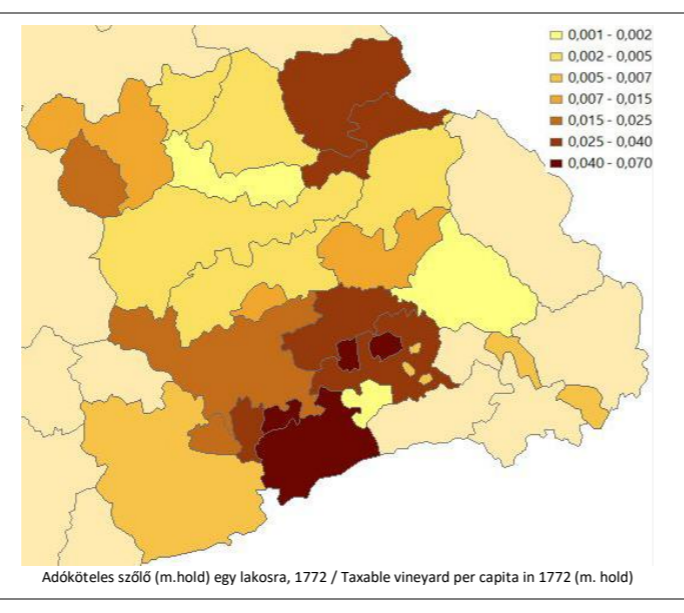 0,001 - 0,002
0,002 - 0,005
0,005 - 0,007
0,007 - 0,015
0,015 - 0,025
0,025 - 0,040
0,040 - 0,070
Adóköteles szőlő (m.hold) egy lakosra, 1772 / Taxable vineyard per capita in 1772 (m. hold)